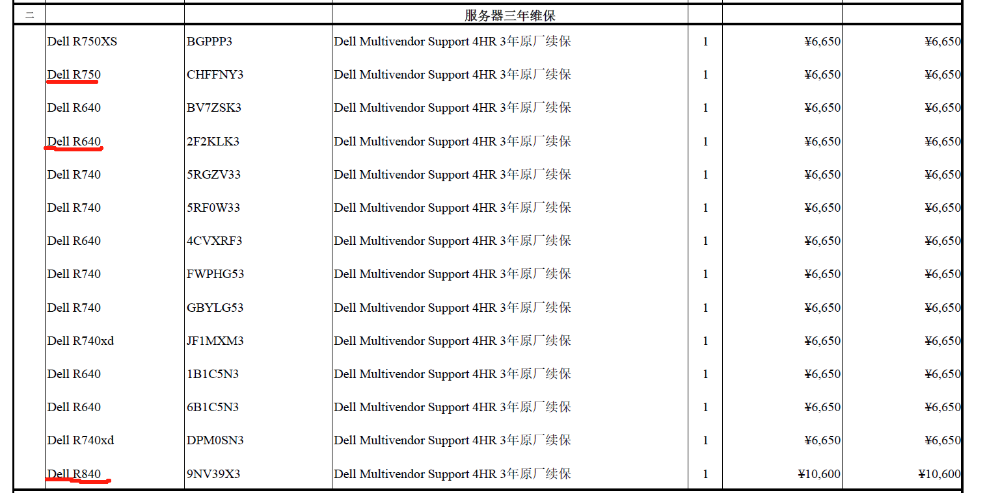 二 服务器三年维保
Dell R750XS BGPPP3 Dell Multivendor Support 4HR 3年原厂续保 1 ¥6,650 ¥6,650
Dell R750 CHFFNY3 Dell Multivendor Support 4HR 3年原厂续保 1 ¥6,650 ¥6,650
Dell R640 BV7ZSK3 Dell Multivendor Support 4HR 3年原厂续保 1 ¥6,650 ¥6,650
Dell R640 2F2KLK3 Dell Multivendor Support 4HR 3年原厂续保 1 ¥6,650 ¥6,650
Dell R740 5RGZV33 Dell Multivendor Support 4HR 3年原厂续保 1 ¥6,650 ¥6,650
Dell R740 5RF0W33 Dell Multivendor Support 4HR 3年原厂续保 1 ¥6,650 ¥6,650
Dell R640 4CVXRF3 Dell Multivendor Support 4HR 3年原厂续保 1 ¥6,650 ¥6,650
Dell R740 FWPHG53 Dell Multivendor Support 4HR 3年原厂续保 1 ¥6,650 ¥6,650
Dell R740 GBYLG53 Dell Multivendor Support 4HR 3年原厂续保 1 ¥6,650 ¥6,650
Dell R740xd JF1MXM3 Dell Multivendor Support 4HR 3年原厂续保 1 ¥6,650 ¥6,650
Dell R640 1B1C5N3 Dell Multivendor Support 4HR 3年原厂续保 1 ¥6,650 ¥6,650
Dell R640 6B1C5N3 Dell Multivendor Support 4HR 3年原厂续保 1 ¥6,650 ¥6,650
Dell R740xd DPM0SN3 Dell Multivendor Support 4HR 3年原厂续保 1 ¥6,650 ¥6,650
Dell R840 9NV39X3 Dell Multivendor Support 4HR 3年原厂续保 1 ¥10,600 ¥10,600